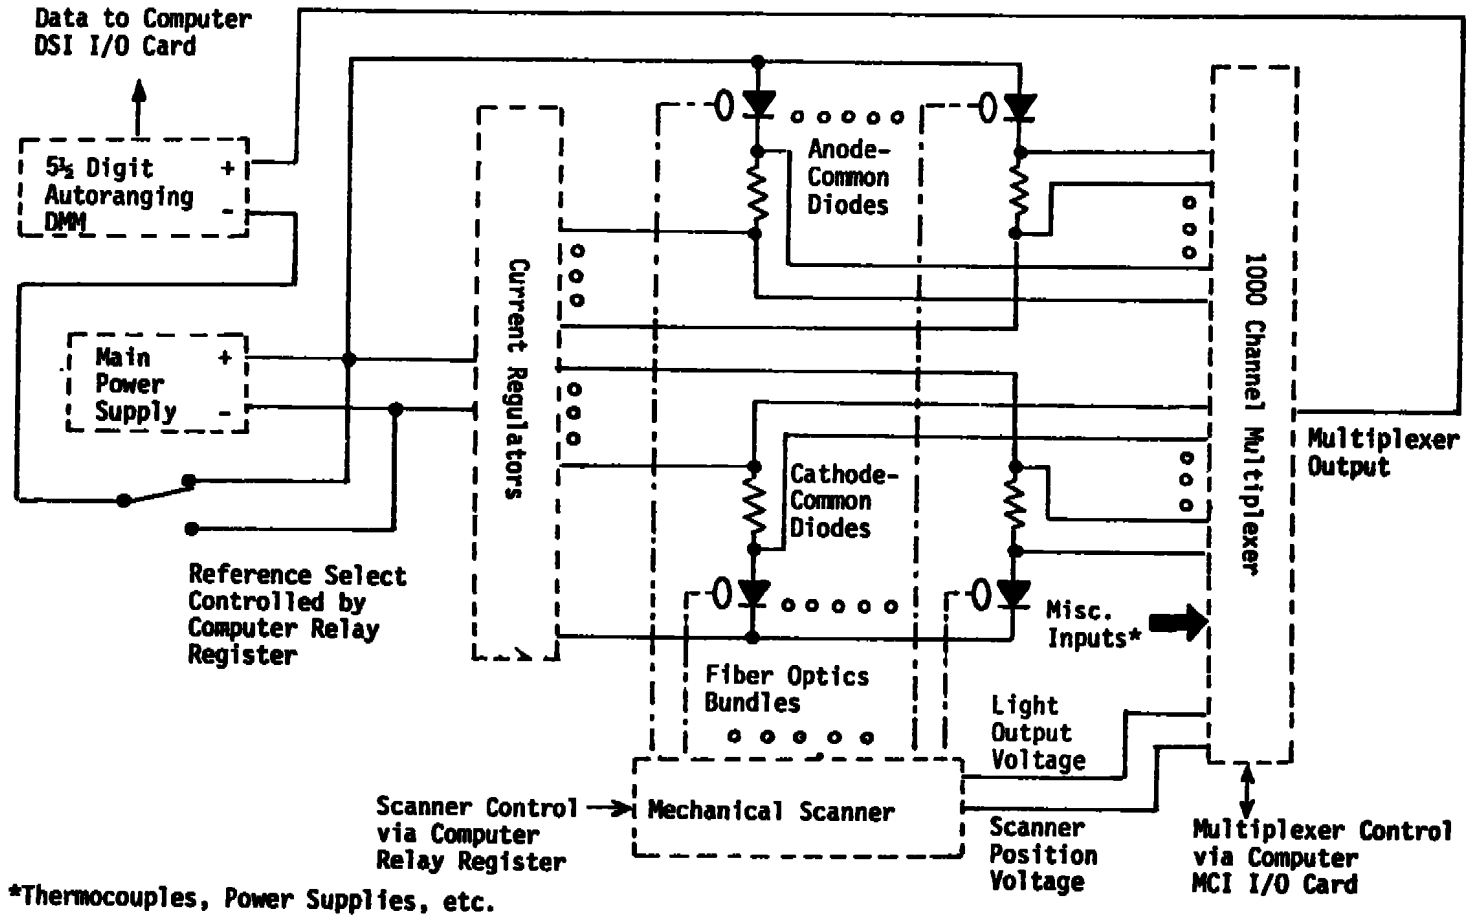 Data to Computer
DSI I/O Card
5½ Digit
Autoranging
DMM
+
-
Main
Power
Supply
+
-
Reference Select
Controlled by
Computer Relay
Register
Current Regulators
Anode-
Common
Diodes
Cathode-
Common
Diodes
Fiber Optics
Bundles
1000 Channel Multiplexer
Multiplexer
Output
Misc.
Inputs*
Light
Output
Voltage
Scanner Control
via Computer
Relay Register
Mechanical Scanner
Scanner
Position
Voltage
Multiplexer Control
via Computer
MCI I/O Card
*Thermocouples, Power Supplies, etc.